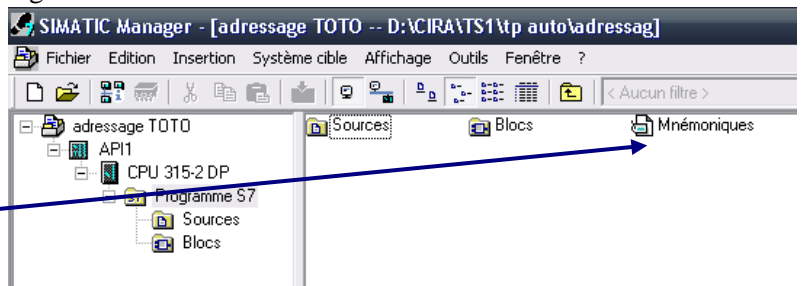 SIMATIC Manager - [adressage TOTO -- D:\CIRA\TS1\tp auto\adressag]
Fichier Edition Insertion Système cible Affichage Outils Fenêtre ?
< Aucun filtre >
adressage TOTO
API1
CPU 315-2 DP
Programme S7
Sources
Blocs
Sources Blocs Mnémoniques